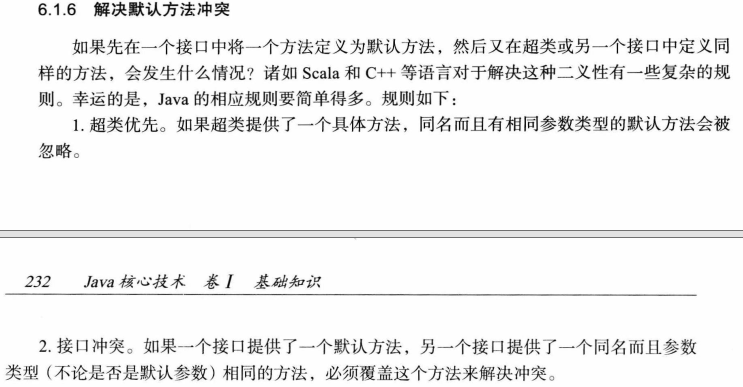 6.1.6 解决默认方法冲突
如果先在一个接口中将一个方法定义为默认方法，然后又在超类或另一个接口中定义同
样的方法，会发生什么情况？诸如 Scala 和 C++ 等语言对于解决这种二义性有一些复杂的规
则。幸运的是，Java 的相应规则要简单得多。规则如下：
1. 超类优先。如果超类提供了一个具体方法，同名而且有相同参数类型的默认方法会被
忽略。
232 Java 核心技术 卷 I 基础知识
2. 接口冲突。如果一个接口提供了一个默认方法，另一个接口提供了一个同名而且参数
类型（不论是否是默认参数）相同的方法，必须覆盖这个方法来解决冲突。